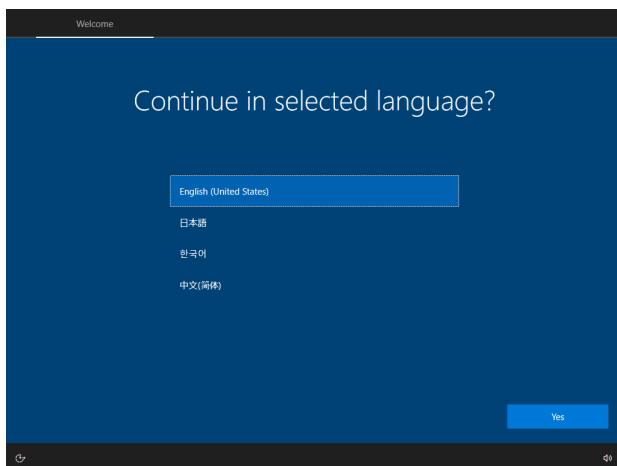 Welcome
Continue in selected language?
English (United States)
日本語
한국어
中文(简体)
Yes